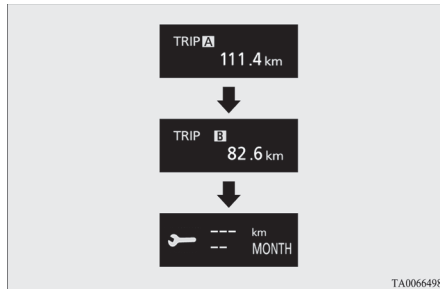 TRIP A
111.4 km
TRIP B
82.6 km
--- km
-- MONTH
TA0066498